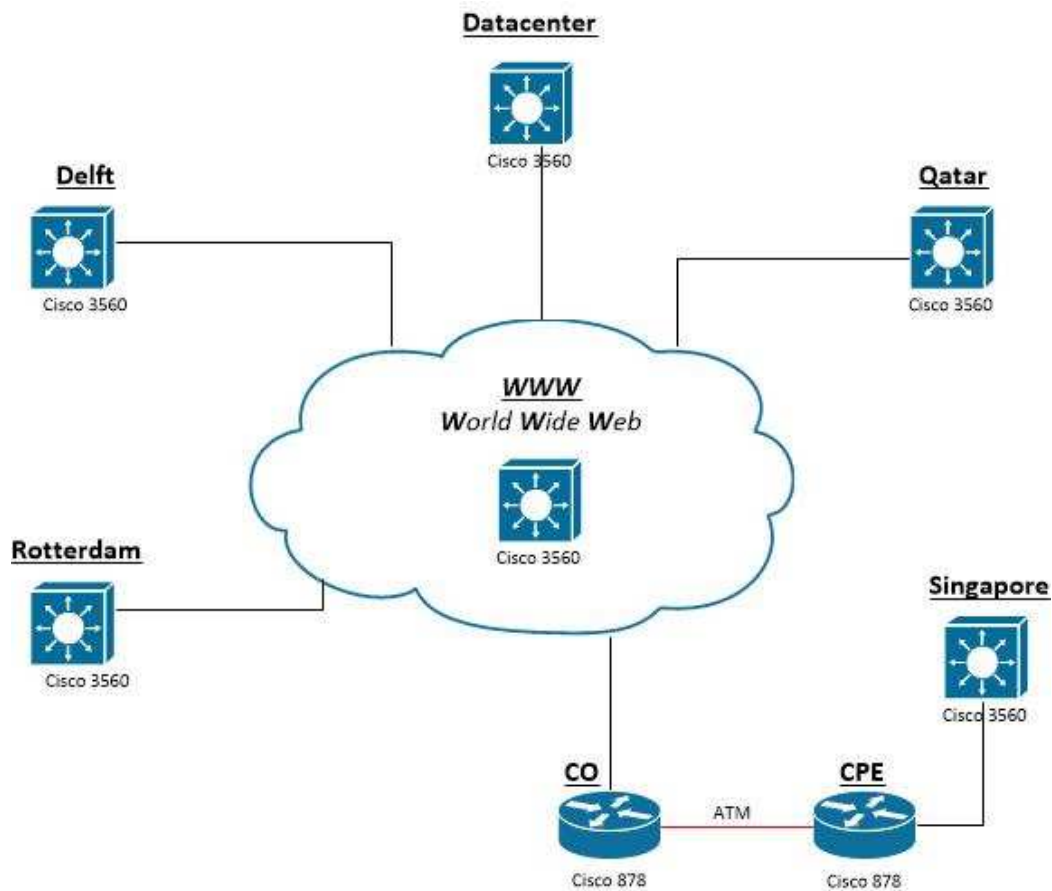 Datacenter
Cisco 3560
Delft
Cisco 3560
Qatar
Cisco 3560
WWW
World Wide Web
Cisco 3560
Rotterdam
Cisco 3560
Singapore
Cisco 3560
CO
CPE
ATM
Cisco 878
Cisco 878